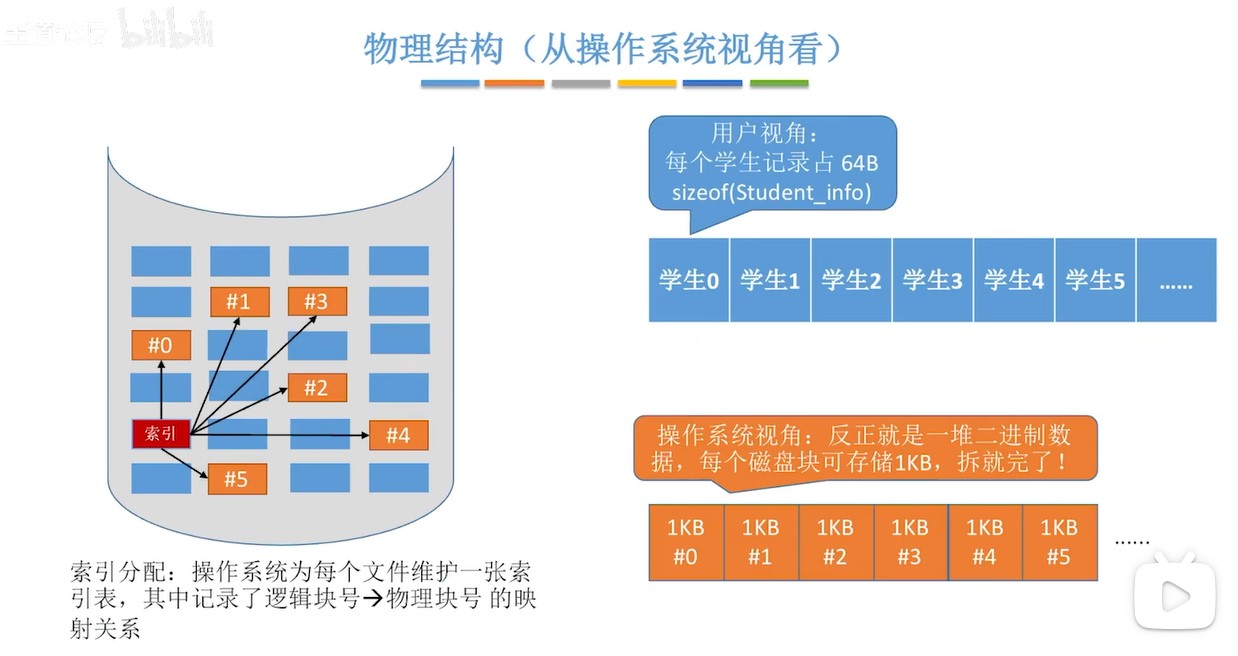 bilibili
物理结构（从操作系统视角看）
用户视角：
每个学生记录占 64B
sizeof(Student_info)
学生0 学生1 学生2 学生3 学生4 学生5 ……
#1 #3
#0
#2
索引 #4
#5
操作系统视角：反正就是一堆二进制数
据，每个磁盘块可存储1KB，拆就完了！
1KB 1KB 1KB 1KB 1KB 1KB
#0 #1 #2 #3 #4 #5 ……
索引分配：操作系统为每个文件维护一张索
引表，其中记录了逻辑块号→物理块号 的映
射关系